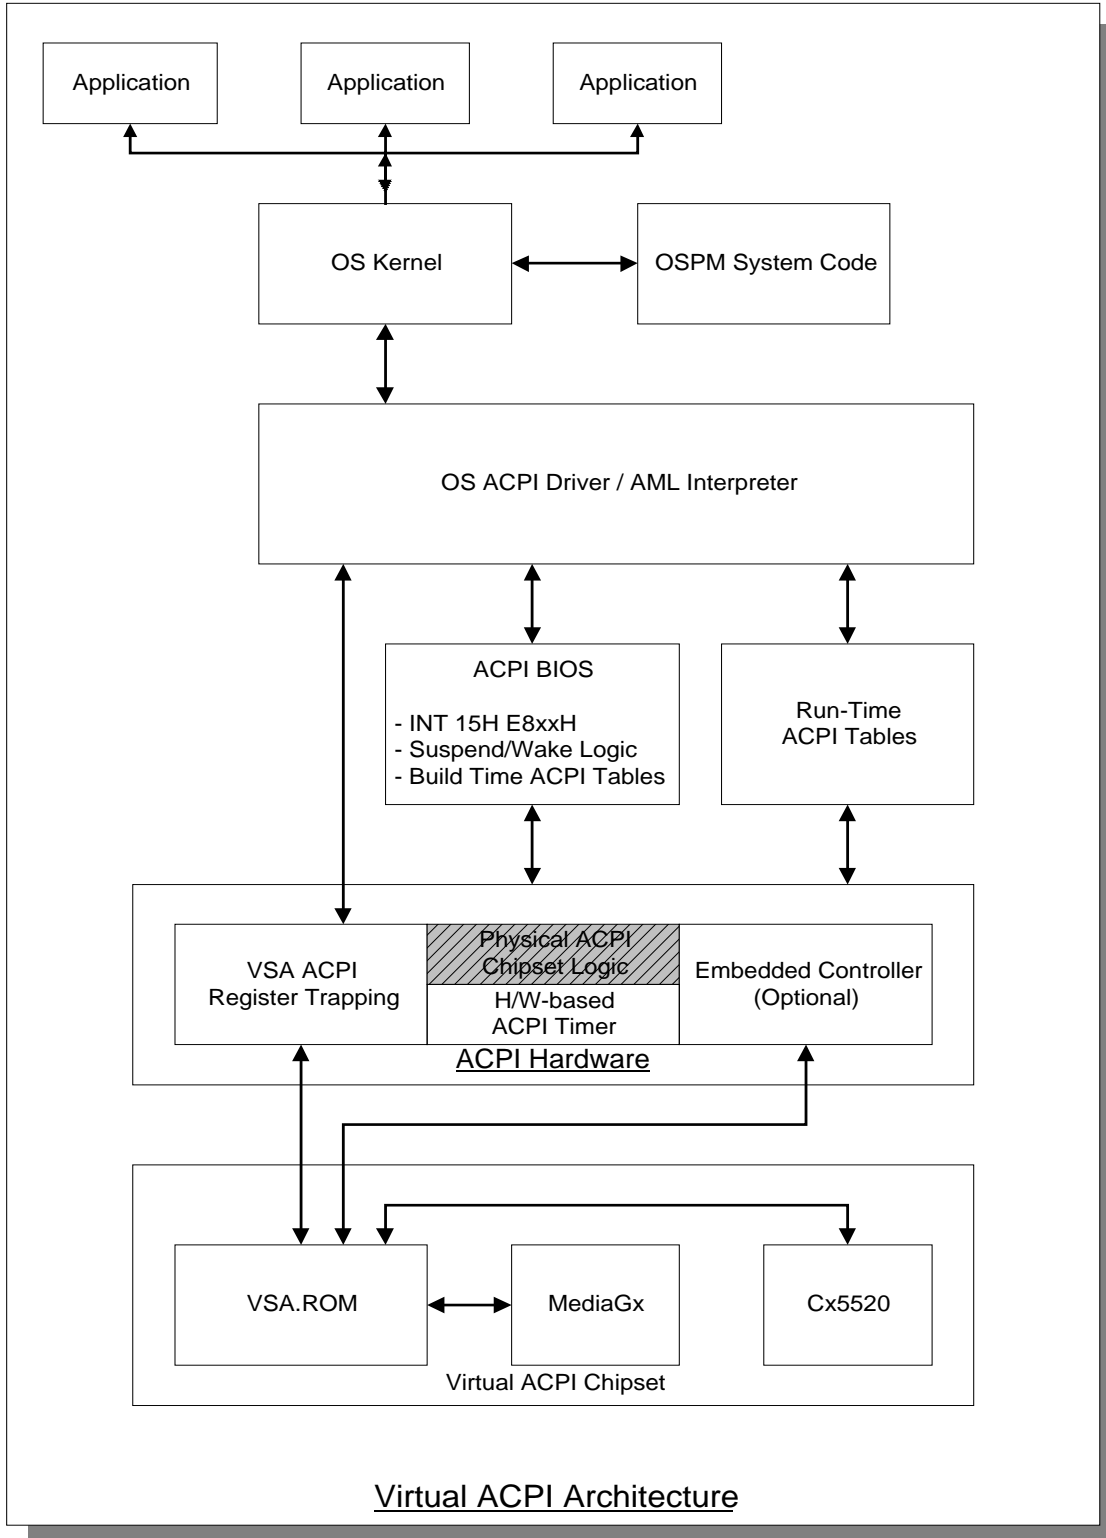 Application
Application
Application
OS Kernel
OSPM System Code
OS ACPI Driver / AML Interpreter
ACPI BIOS
- INT 15H E8xxH
- Suspend/Wake Logic
- Build Time ACPI Tables
Run-Time
ACPI Tables
VSA ACPI
Register Trapping
Physical ACPI
Chipset Logic
H/W-based
ACPI Timer
Embedded Controller
(Optional)
ACPI Hardware
VSA.ROM
MediaGx
Cx5520
Virtual ACPI Chipset
Virtual ACPI Architecture